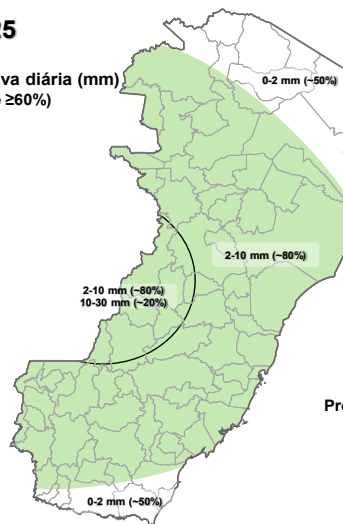 25
va diária (mm)
≥60%)
0-2 mm (~50%)
2-10 mm (~80%)
2-10 mm (~80%)
10-30 mm (~20%)
Pr
0-2 mm (~50%)